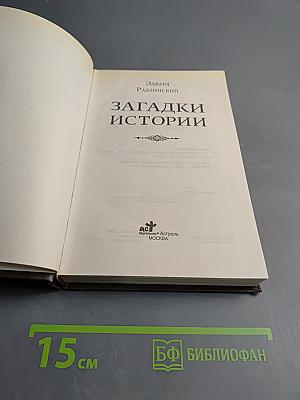 Эдвард
Радзинский
ЗАГАДКИ
ИСТОРИИ
АСТ
Астрель
МОСКВА
15 см
БФ БИБЛИОФАН